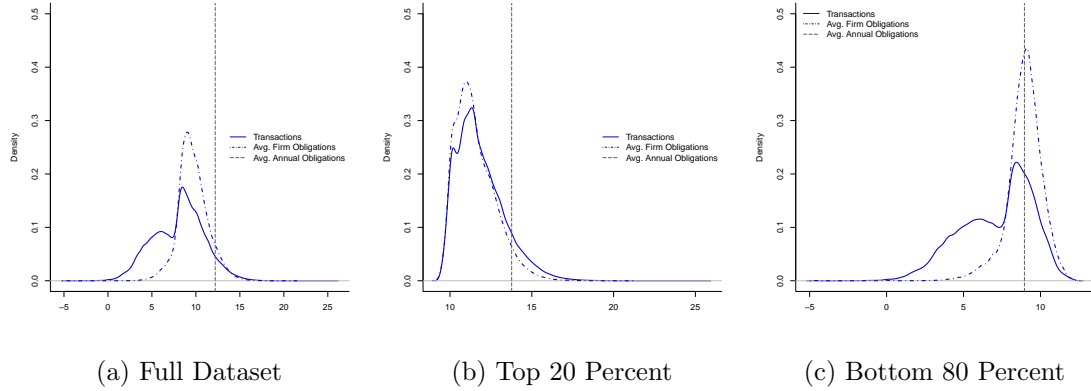 0.5
0.4
0.3
0.2
0.1
0.0
Density
Transactions
Avg. Firm Obligations
Avg. Annual Obligations
−5 0 5 10 15 20 25
(a) Full Dataset
0.5
0.4
0.3
0.2
0.1
0.0
Density
Transactions
Avg. Firm Obligations
Avg. Annual Obligations
10 15 20 25
(b) Top 20 Percent
0.5
0.4
0.3
0.2
0.1
0.0
Density
Transactions
Avg. Firm Obligations
Avg. Annual Obligations
−5 0 5 10
(c) Bottom 80 Percent